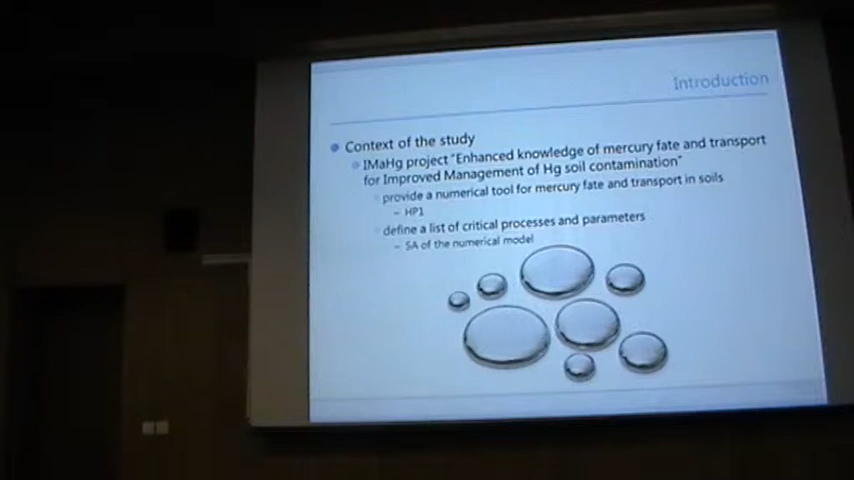 Introduction
Context of the study
IMaHg project "Enhanced knowledge of mercury fate and transport
for Improved Management of Hg soil contamination"
provide a numerical tool for mercury fate and transport in soils
– HP1
define a list of critical processes and parameters
– SA of the numerical model